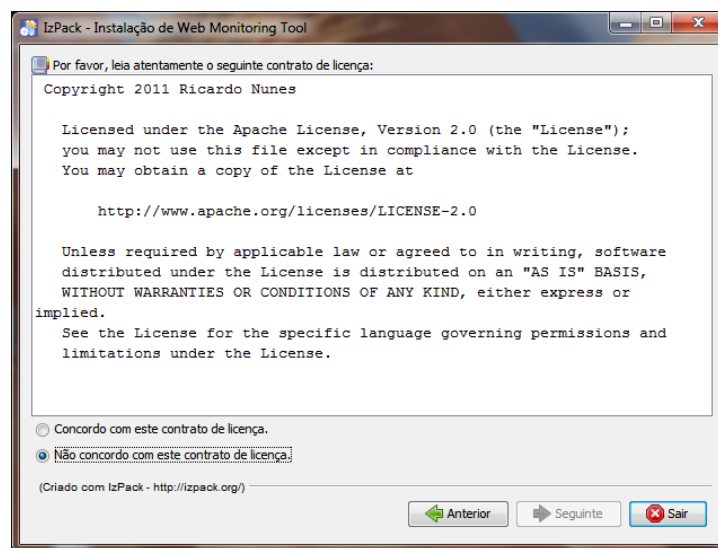 IzPack - Instalação de Web Monitoring Tool
Por favor, leia atentamente o seguinte contrato de licença:
Copyright 2011 Ricardo Nunes
Licensed under the Apache License, Version 2.0 (the "License");
you may not use this file except in compliance with the License.
You may obtain a copy of the License at
http://www.apache.org/licenses/LICENSE-2.0
Unless required by applicable law or agreed to in writing, software
distributed under the License is distributed on an "AS IS" BASIS,
WITHOUT WARRANTIES OR CONDITIONS OF ANY KIND, either express or
implied.
See the License for the specific language governing permissions and
limitations under the License.
Concordo com este contrato de licença.
Não concordo com este contrato de licença.
(Criado com IzPack - http://izpack.org/)
Anterior
Seguinte
Sair